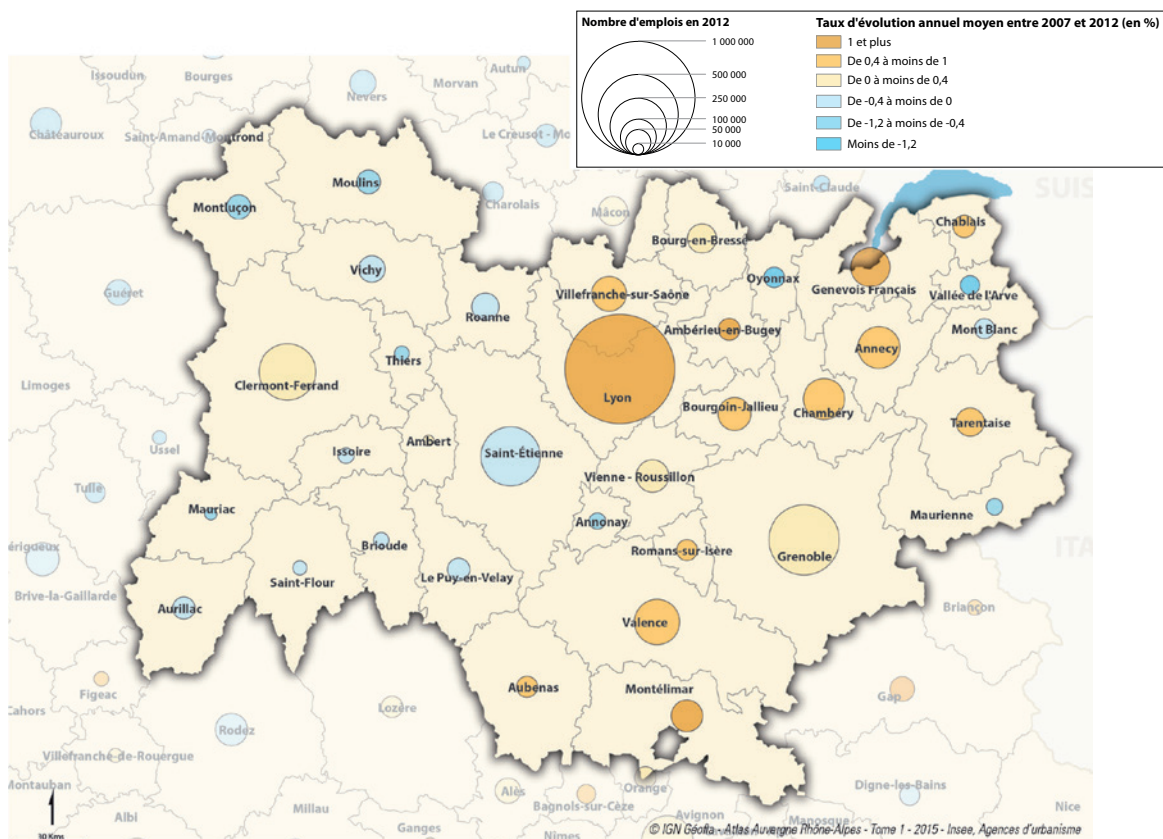 Nombre d'emplois en 2012
1 000 000
500 000
250 000
100 000
50 000
10 000
Taux d'évolution annuel moyen entre 2007 et 2012 (en %)
1 et plus
De 0,4 à moins de 1
De 0 à moins de 0,4
De -0,4 à moins de 0
De -1,2 à moins de -0,4
Moins de -1,2
Issoudun
Bourges
Nevers
Morvan
Autun
Châteauroux
Saint-Amand-Montrond
Le Creusot - Mo
Moulins
Montluçon
Charolais
Mâcon
Saint-Claude
SUIS
Chablais
Bourg-en-Bresse
Vichy
Oyonnax
Genevois Français
Vallée de l'Arve
Guéret
Villefranche-sur-Saône
Roanne
Ambérieu-en-Bugey
Mont Blanc
Annecy
Thiers
Limoges
Clermont-Ferrand
Lyon
Bourgoin-Jallieu
Chambéry
Tarentaise
Ambert
Ussel
Issoire
Saint-Étienne
Vienne - Roussillon
Tulle
Mauriac
Annonay
Maurienne
érigueux
Brioude
Romans-sur-Isère
Grenoble
ITA
Saint-Flour
Le Puy-en-Velay
Brive-la-Gaillarde
Aurillac
Briançon
Valence
Figeac
Aubenas
Montélimar
Gap
Cahors
Lozère
Rodez
Villefranche-de-Rouergue
Montauban
Alès
Orange
Digne-les-Bains
Bagnols-sur-Cèze
Nice
Albi
Millau
Avignon
Manosque
Ganges
Nîmes
10 Kms
© IGN Géofla - Atlas Auvergne Rhône-Alpes - Tome 1 - 2015 - Insee, Agences d'urbanisme